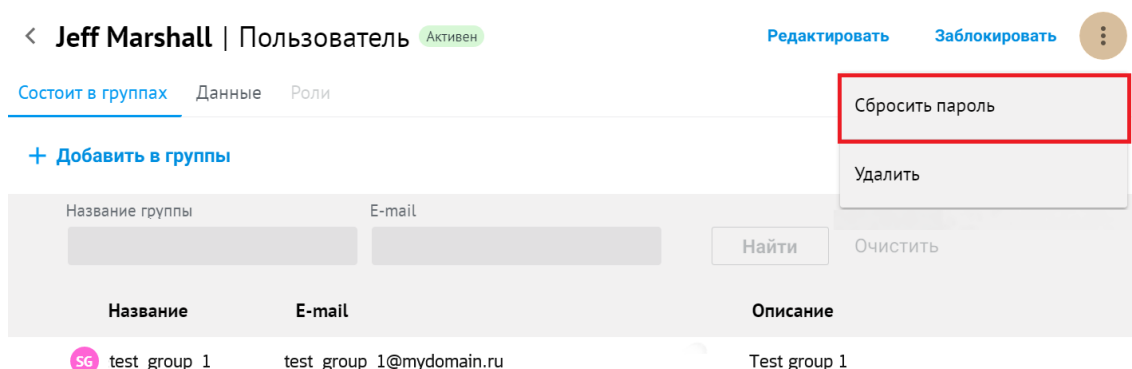 Jeff Marshall | Пользователь Активен Редактировать Заблокировать
Состоит в группах Данные Роли
Сбросить пароль
+ Добавить в группы
Удалить
Название группы E-mail
Найти Очистить
Название E-mail Описание
SG test_group_1 test_group_1@mydomain.ru Test group 1